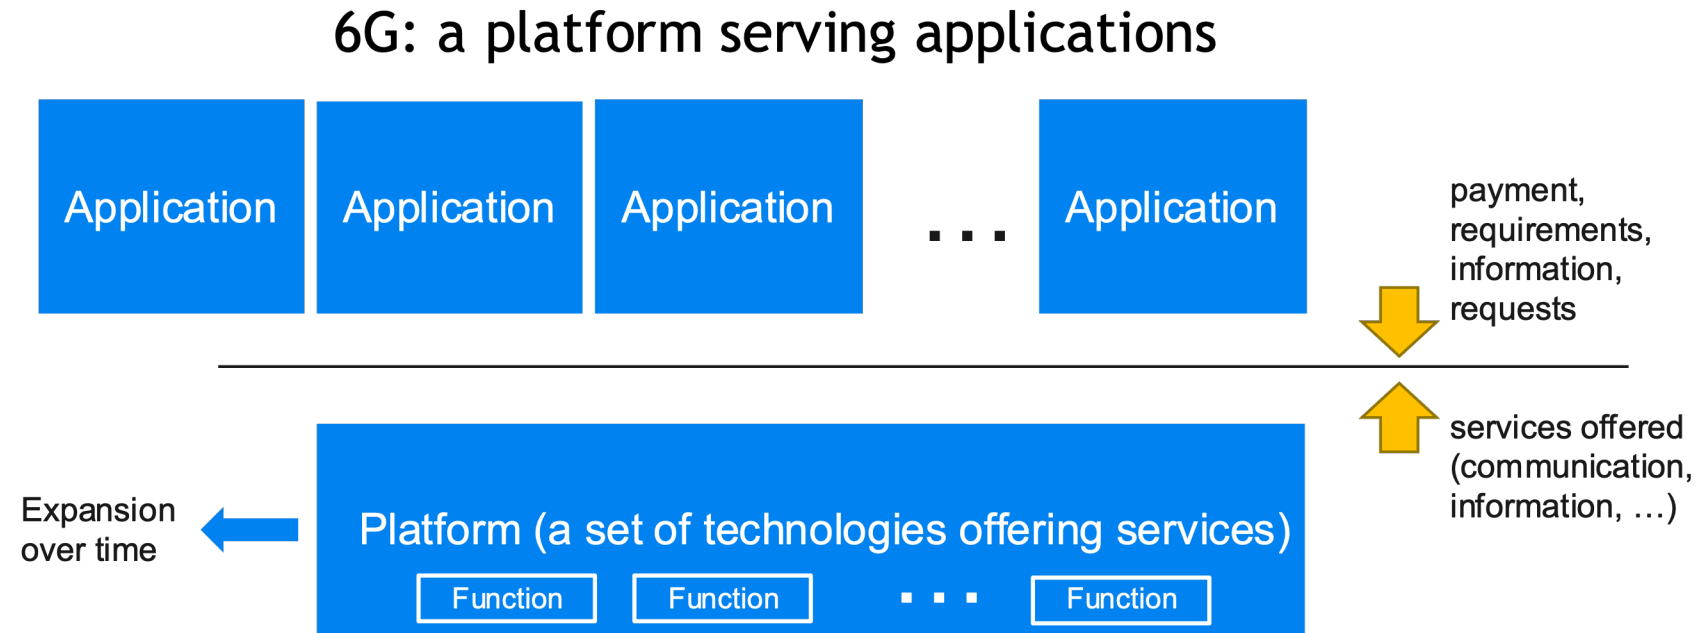 6G: a platform serving applications
Application
Application
Application
...
Application
payment,
requirements,
information,
requests
services offered
(communication,
information, …)
Expansion
over time
Platform (a set of technologies offering services)
Function
Function
...
Function